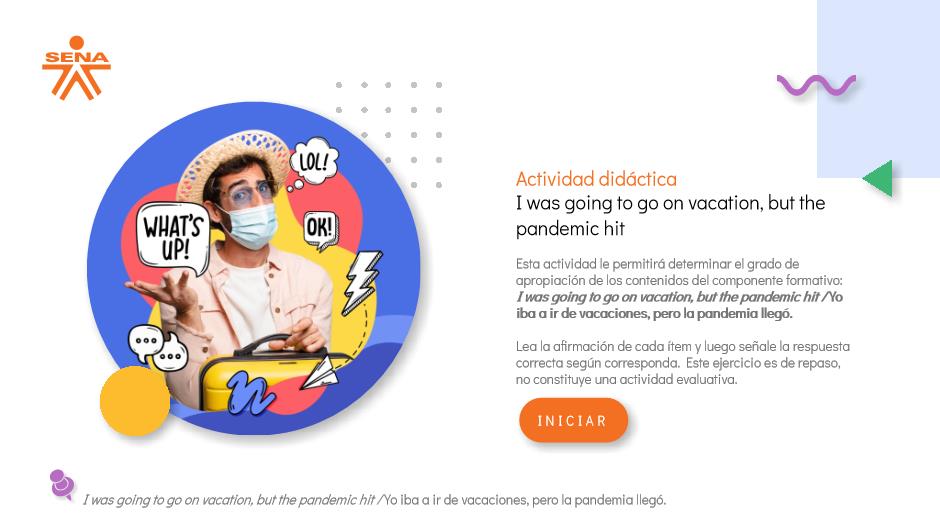 SENA
LOL!
WHAT'S
UP!
OK!
Actividad didáctica
I was going to go on vacation, but the
pandemic hit
Esta actividad le permitirá determinar el grado de
apropiación de los contenidos del componente formativo:
I was going to go on vacation, but the pandemic hit /Yo
iba a ir de vacaciones, pero la pandemia llegó.
Lea la afirmación de cada ítem y luego señale la respuesta
correcta según corresponda. Este ejercicio es de repaso,
no constituye una actividad evaluativa.
INICIAR
I was going to go on vacation, but the pandemic hit /Yo iba a ir de vacaciones, pero la pandemia llegó.